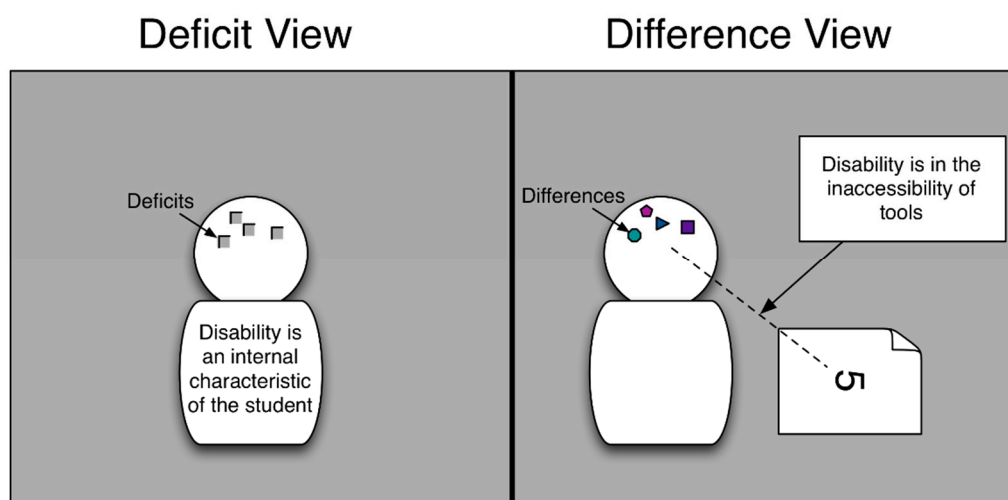 Deficit View
Deficits
Disability is
an internal
characteristic
of the student
Difference View
Differences
Disability is in the
inaccessibility of
tools
5